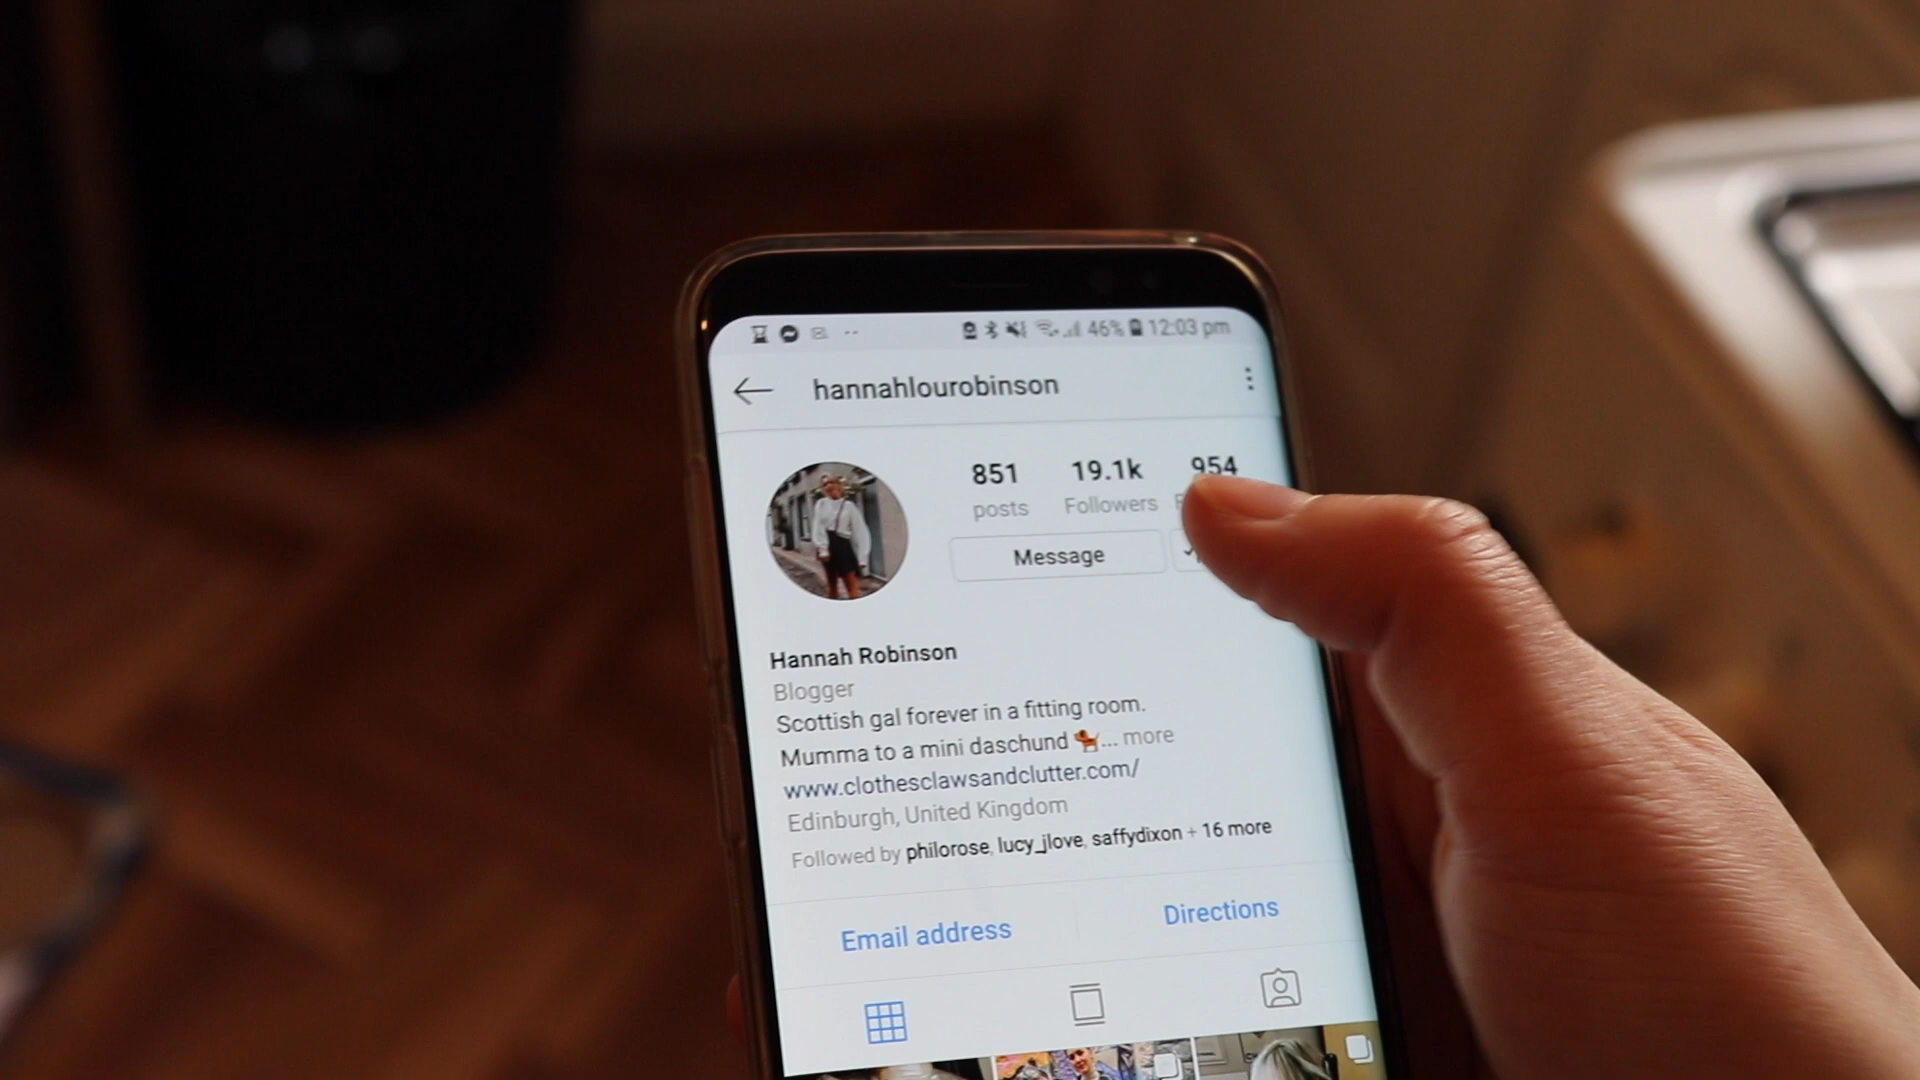 46% 12:03 pm
hannahlourobinson
851 19.1k 954
posts Followers
Message
Hannah Robinson
Blogger
Scottish gal forever in a fitting room.
Mumma to a mini daschund ... more
www.clothesclawsandclutter.com/
Edinburgh, United Kingdom
Followed by philorose, lucy_jlove, saffydixon + 16 more
Email address Directions